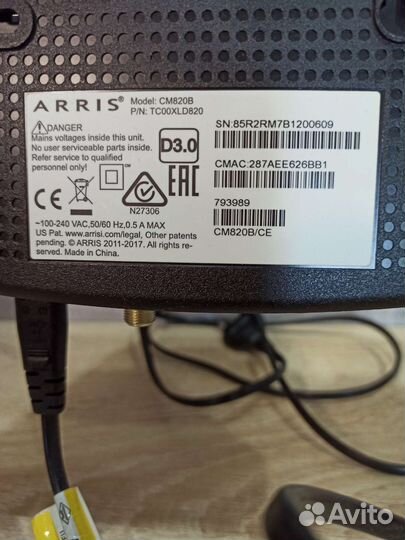 ARRIS® Model: CM820B
P/N: TC00XLD820
DANGER
Mains voltages inside this unit.
No user serviceable parts inside.
Refer service to qualified
personnel only!
D3.0
CE
EAC
N27306
~100-240 VAC,50/60 Hz,0.5 A MAX
US Pat. www.arrisi.com/legal, Other patents
pending. © ARRIS 2011-2017. All rights re-
served. Made in China.
SN:85R2RM7B1200609
CMAC:287AEE626BB1
793989
CM820B/CE
Avito